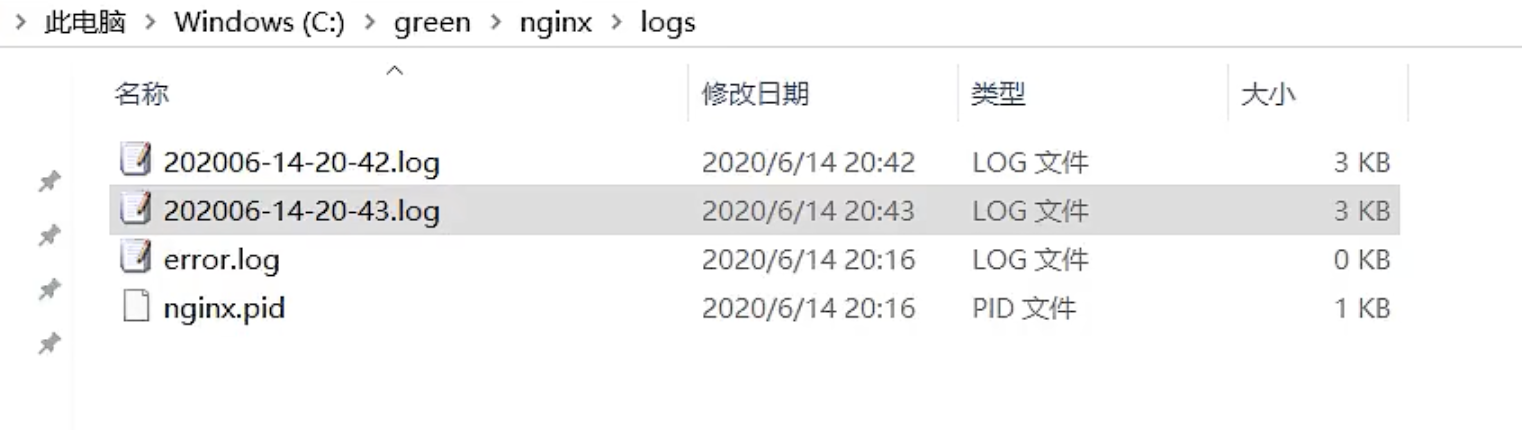 此电脑 > Windows (C:) > green > nginx > logs
名称 修改日期 类型 大小
202006-14-20-42.log 2020/6/14 20:42 LOG 文件 3 KB
202006-14-20-43.log 2020/6/14 20:43 LOG 文件 3 KB
error.log 2020/6/14 20:16 LOG 文件 0 KB
nginx.pid 2020/6/14 20:16 PID 文件 1 KB